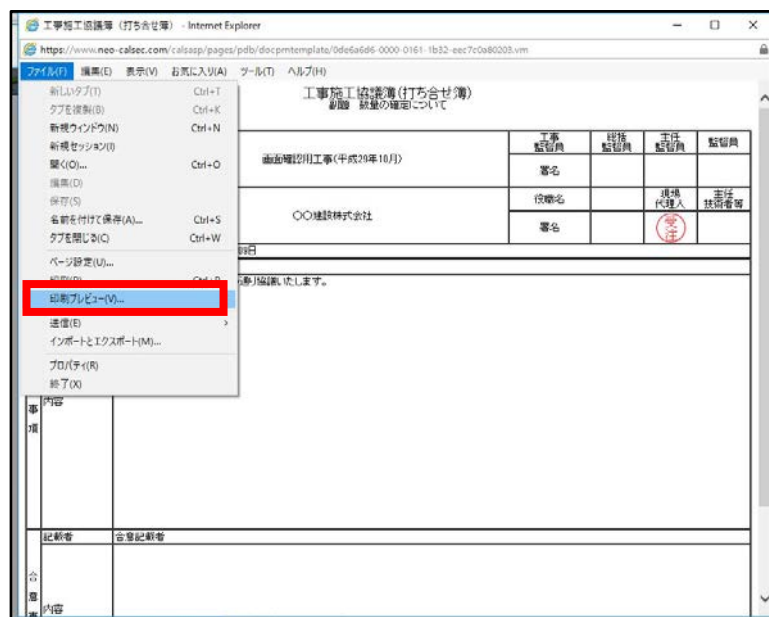 工事施工協議簿（打ち合せ簿） - Internet Explorer
https://www.neo-calsec.com/calsasp/pages/pdb/docprntemplate/0de6a6d6-0000-0161-1b32-eec7c0a80203.vm
ファイル(F) 編集(E) 表示(V) お気に入り(A) ツール(T) ヘルプ(H)
新しいタブ(T) Ctrl+T
タブを複製(B) Ctrl+K
新規ウィンドウ(N) Ctrl+N
新規セッション(I)
開く(O)... Ctrl+O
編集(D)
保存(S)
名前を付けて保存(A)... Ctrl+S
タブを閉じる(C) Ctrl+W
ページ設定(U)...
印刷プレビュー(V)...
送信(E)
インポートとエクスポート(M)...
プロパティ(R)
終了(X)
工事施工協議簿(打ち合せ簿)
副題 数量の確定について
画面確認用工事(平成29年10月)
工事監督員 総括監督員 主任監督員 監督員
署名
〇〇建設株式会社
役職名 現場代理人 主任技術者等
署名 受注
09日
協議いたします。
事項
内容
記載者 合意記載者
合意事
内容